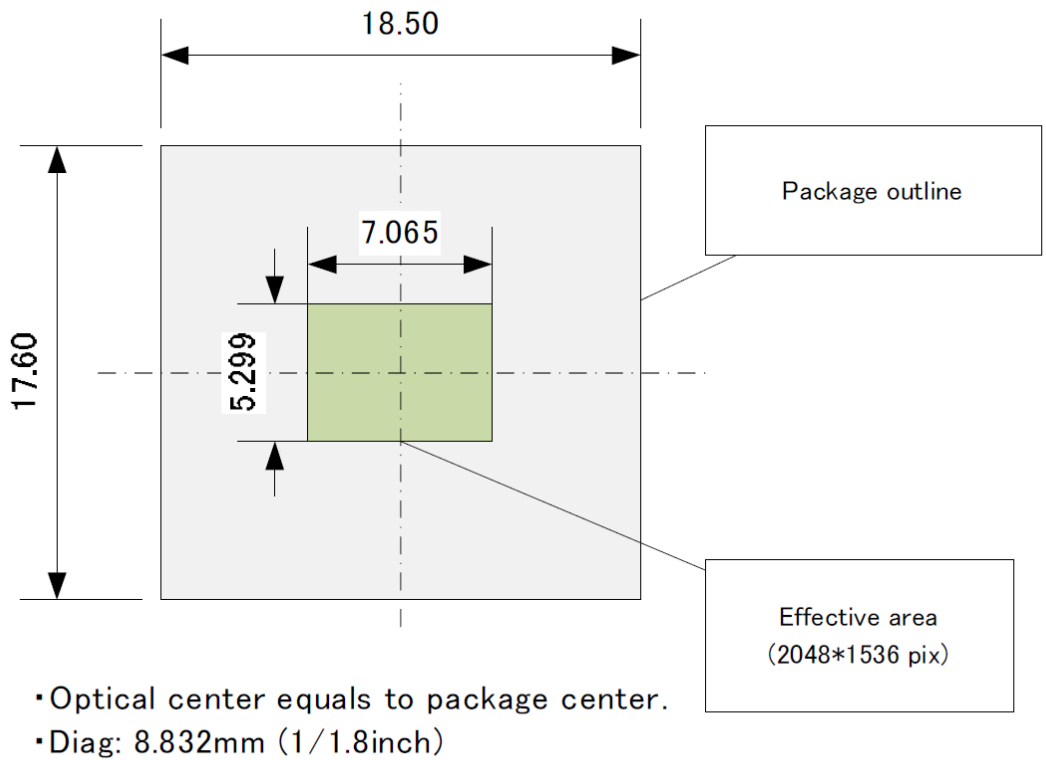 18.50
Package outline
7.065
5.299
17.60
Effective area
(2048*1536 pix)
・Optical center equals to package center.
・Diag: 8.832mm (1/1.8inch)